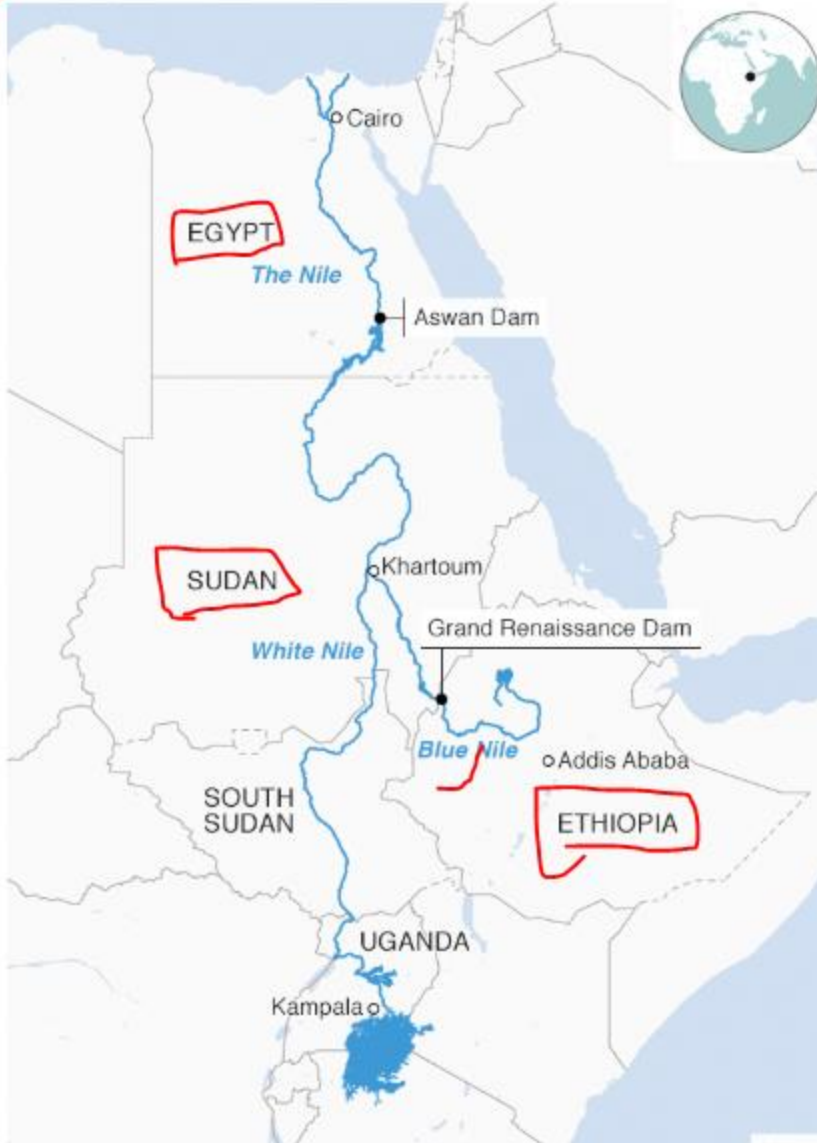 Cairo
EGYPT
The Nile
Aswan Dam
Khartoum
SUDAN
Grand Renaissance Dam
White Nile
Blue Nile
Addis Ababa
SOUTH
SUDAN
ETHIOPIA
UGANDA
Kampala